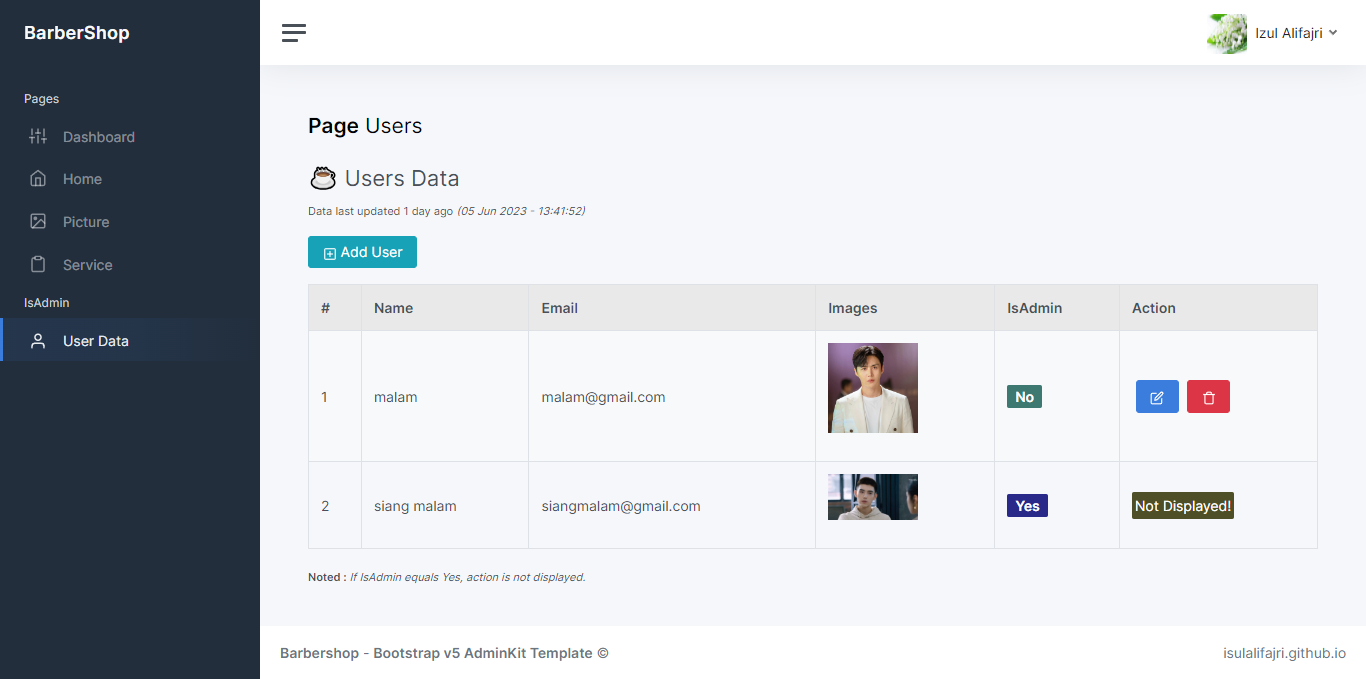 BarberShop
Izul Alifajri
Pages
Dashboard
Home
Picture
Service
IsAdmin
User Data
Page Users
Users Data
Data last updated 1 day ago (05 Jun 2023 - 13:41:52)
Add User
# Name Email Images IsAdmin Action
1 malam malam@gmail.com No
2 siang malam siangmalam@gmail.com Yes Not Displayed!
Noted : If IsAdmin equals Yes, action is not displayed.
Barbershop - Bootstrap v5 AdminKit Template © isulalifajri.github.io